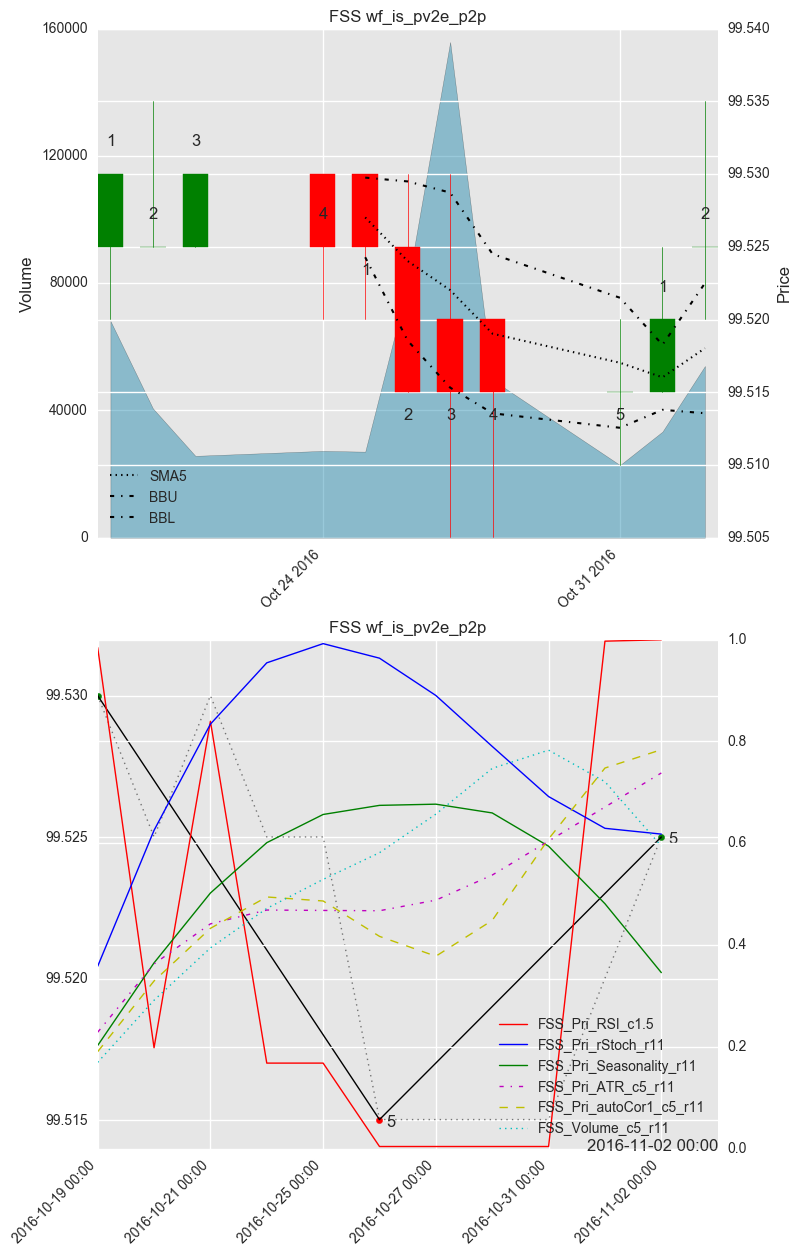 FSS wf_is_pv2e_p2p
160000
120000
80000
40000
0
Volume
99.540
99.535
99.530
99.525
99.520
99.515
99.510
99.505
Price
1
2
3
4
1
2
3
4
5
1
2
SMA5
BBU
BBL
Oct 24 2016
Oct 31 2016
FSS wf_is_pv2e_p2p
99.530
99.525
99.520
99.515
1.0
0.8
0.6
0.4
0.2
0.0
5
5
FSS_Pri_RSI_c1.5
FSS_Pri_rStoch_r11
FSS_Pri_Seasonality_r11
FSS_Pri_ATR_c5_r11
FSS_Pri_autoCor1_c5_r11
FSS_Volume_c5_r11
2016-11-02 00:00
2016-10-19 00:00
2016-10-21 00:00
2016-10-25 00:00
2016-10-27 00:00
2016-10-31 00:00
2016-11-02 00:00